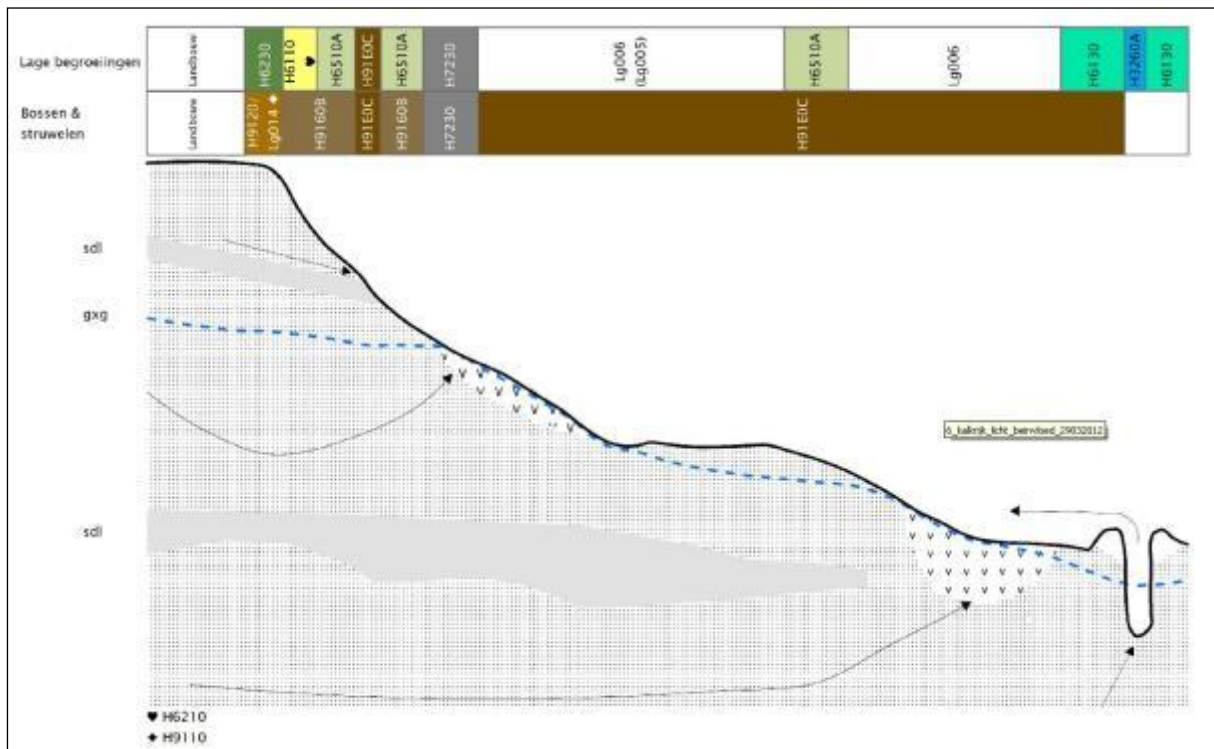 Lage begroeiingen
Landbouw
H6230
H6110 ♥
H6510A
H91E0C
H6510A
H7230
Lg006
(Lg005)
H6510A
Lg006
H6130
H3260A
H6130
Bossen &
struwelen
Landbouw
H9120/
Lg014 ◆
H9160B
H91E0C
H9160B
H7230
H91E0C
sdl
gxg
sdl
6_kalkrijk_licht_beinvloed_29032012
♥ H6210
◆ H9110